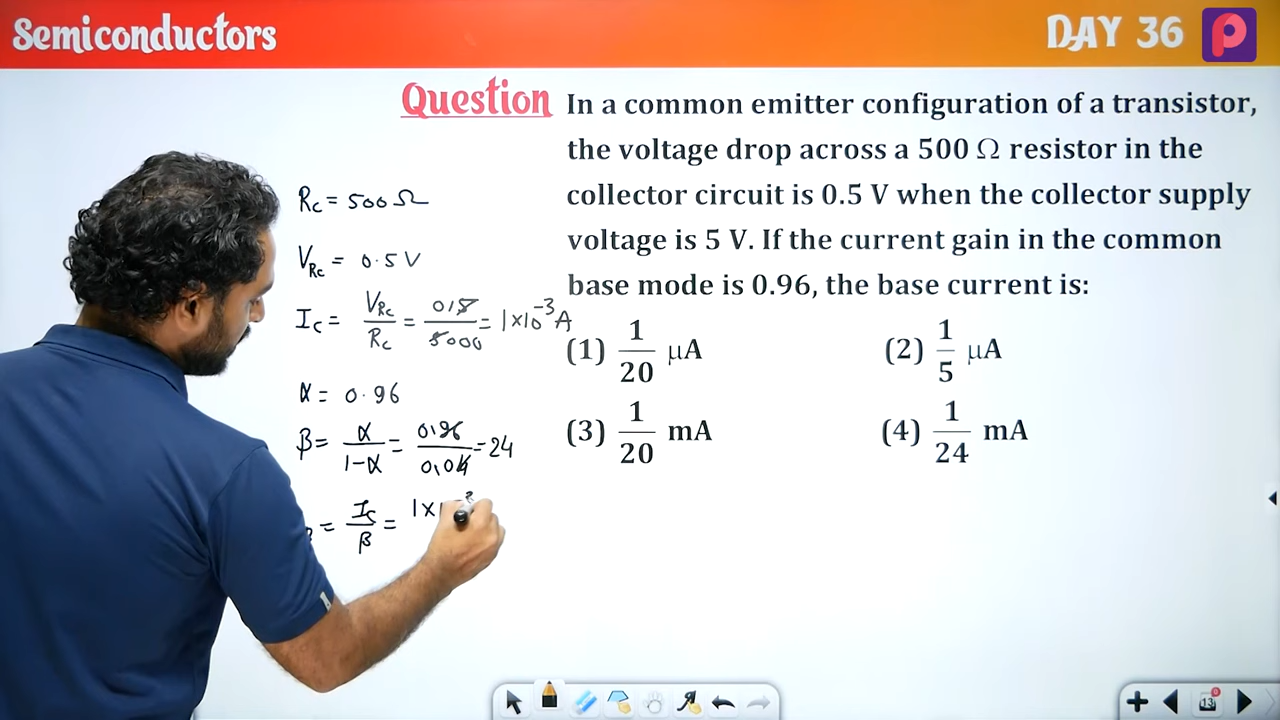 Semiconductors
DAY 36
Question In a common emitter configuration of a transistor,
the voltage drop across a 500 Ω resistor in the
collector circuit is 0.5 V when the collector supply
voltage is 5 V. If the current gain in the common
base mode is 0.96, the base current is:
(1) 1/20 μA (2) 1/5 μA
(3) 1/20 mA (4) 1/24 mA
Rc = 500 Ω
VRc = 0.5 V
Ic = VRc/Rc = 0.5/5000 = 1×10⁻³ A
α = 0.96
β = α/1-α = 0.96/0.04 = 24
= Ic/β = 1×
13